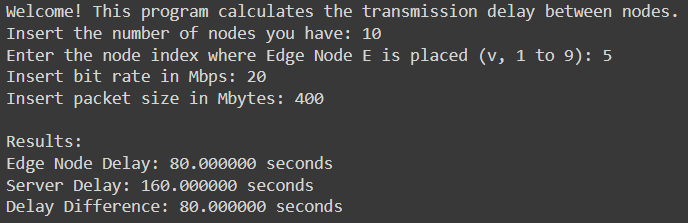 Welcome! This program calculates the transmission delay between nodes.
Insert the number of nodes you have: 10
Enter the node index where Edge Node E is placed (v, 1 to 9): 5
Insert bit rate in Mbps: 20
Insert packet size in Mbytes: 400

Results:
Edge Node Delay: 80.000000 seconds
Server Delay: 160.000000 seconds
Delay Difference: 80.000000 seconds